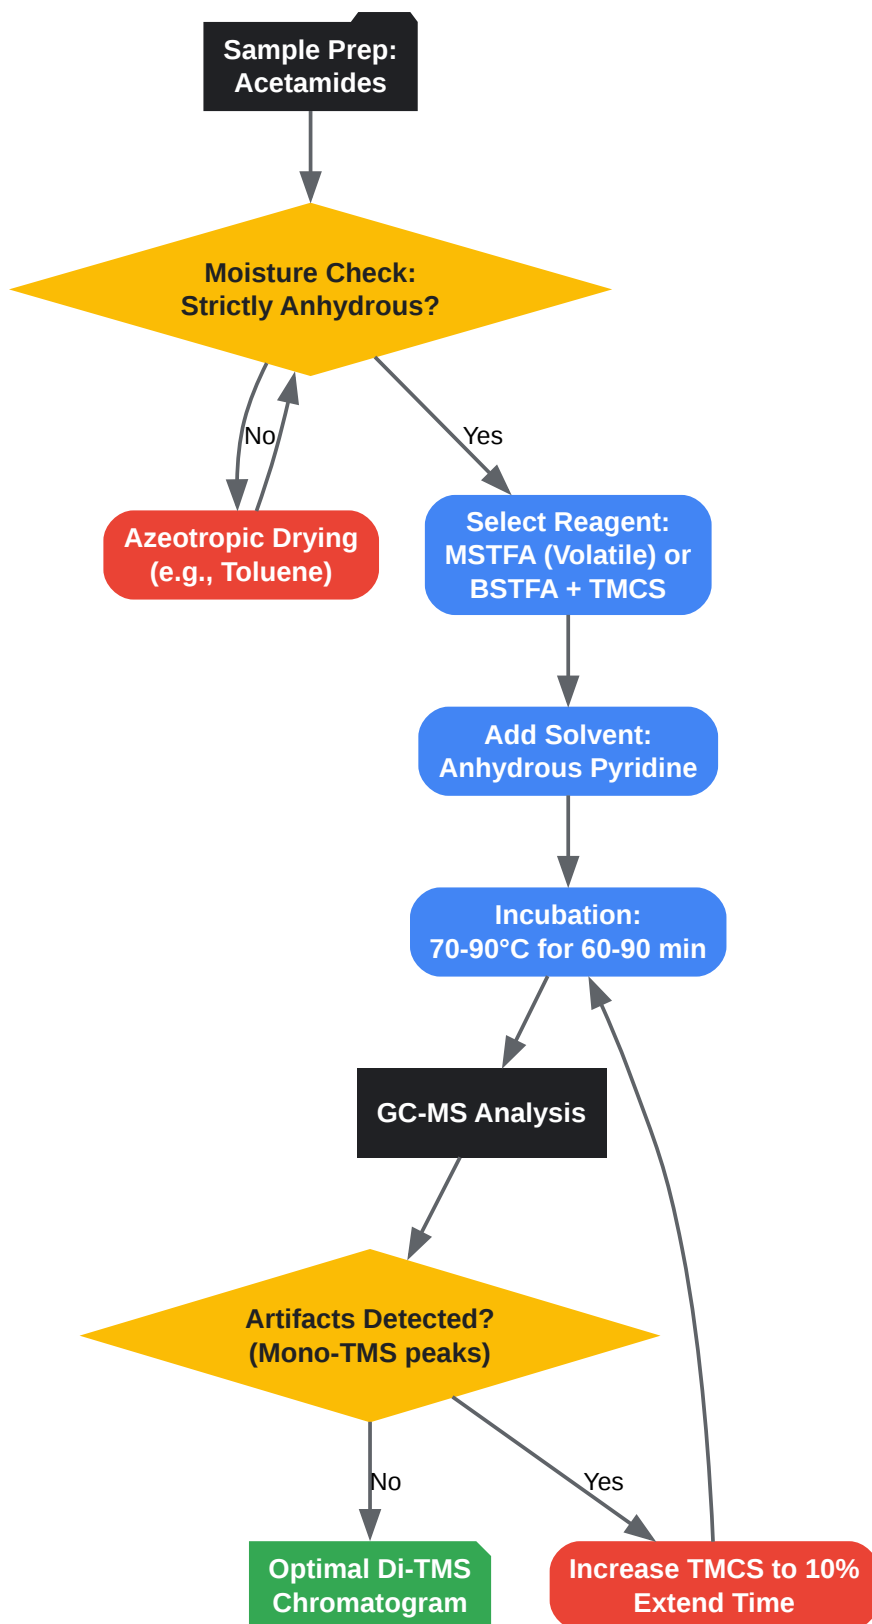 Sample Prep:
Acetamides
Moisture Check:
Strictly Anhydrous?
No
Yes
Azeotropic Drying
(e.g., Toluene)
Select Reagent:
MSTFA (Volatile) or
BSTFA + TMCS
Add Solvent:
Anhydrous Pyridine
Incubation:
70-90°C for 60-90 min
GC-MS Analysis
Artifacts Detected?
(Mono-TMS peaks)
No
Yes
Optimal Di-TMS
Chromatogram
Increase TMCS to 10%
Extend Time